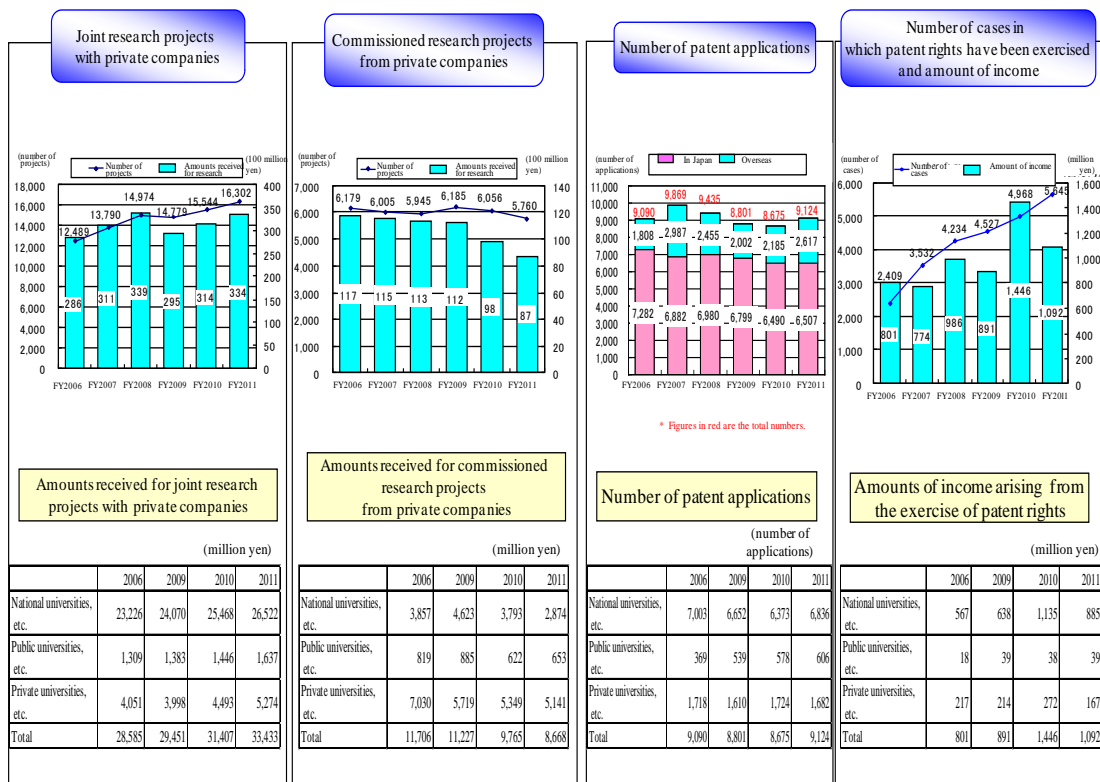 Joint research projects
with private companies
(number of
projects)
Number of
projects
Amounts received
for research
(100 million
yen)
18,000
16,000
14,000
12,000
10,000
8,000
6,000
4,000
2,000
0
400
350
300
250
200
150
100
50
0
12,489
13,790
14,974
14,779
15,544
16,302
286
311
339
295
314
334
FY2006 FY2007 FY2008 FY2009 FY2010 FY2011
Amounts received for joint research
projects with private companies
(million yen)
2006 2009 2010 2011
National universities, etc. 23,226 24,070 25,468 26,522
Public universities, etc. 1,309 1,383 1,446 1,637
Private universities, etc. 4,051 3,998 4,493 5,274
Total 28,585 29,451 31,407 33,433
Commissioned research projects
from private companies
(number of
projects)
Number of
projects
Amounts received
for research
(100 million
yen)
7,000
6,000
5,000
4,000
3,000
2,000
1,000
0
140
120
100
80
60
40
20
0
6,179
6,005
5,945
6,185
6,056
5,760
117
115
113
112
98
87
FY2006 FY2007 FY2008 FY2009 FY2010 FY2011
Amounts received for commissioned
research projects
from private companies
(million yen)
2006 2009 2010 2011
National universities, etc. 3,857 4,623 3,793 2,874
Public universities, etc. 819 885 622 653
Private universities, etc. 7,030 5,719 5,349 5,141
Total 11,706 11,227 9,765 8,668
Number of patent applications
(number of
applications)
In Japan
Overseas
11,000
10,000
9,000
8,000
7,000
6,000
5,000
4,000
3,000
2,000
1,000
0
9.090
9,869
9,435
8,801
8,675
9,124
1,808
2,987
2,455
2,002
2,185
2,617
7,282
6,882
6,980
6,799
6,490
6,507
FY2006 FY2007 FY2008 FY2009 FY2010 FY2011
* Figures in red are the total numbers.
Number of patent applications
(number of
applications)
2006 2009 2010 2011
National universities, etc. 7,003 6,652 6,373 6,836
Public universities, etc. 369 539 578 606
Private universities, etc. 1,718 1,610 1,724 1,682
Total 9,090 8,801 8,675 9,124
Number of cases in
which patent rights have been exercised
and amount of income
(number of
cases)
Number of
cases
Amount of income
(million
yen)
6,000
5,000
4,000
3,000
2,000
1,000
0
1,600
1,400
1,200
1,000
800
600
400
200
0
2,409
3,532
4,234
4,527
4,968
5,645
801
774
986
891
1,446
1,092
FY2006 FY2007 FY2008 FY2009 FY2010 FY2011
Amounts of income arising from
the exercise of patent rights
(million yen)
2006 2009 2010 2011
National universities, etc. 567 638 1,135 885
Public universities, etc. 18 39 38 39
Private universities, etc. 217 214 272 167
Total 801 891 1,446 1,092